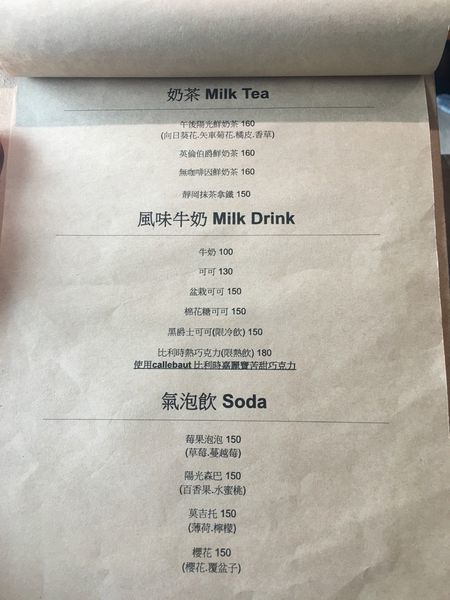 奶茶 Milk Tea
午後陽光鮮奶茶 160
(向日葵花.矢車菊花.橘皮.香草)
英倫伯爵鮮奶茶 160
無咖啡因鮮奶茶 160
靜岡抹茶拿鐵 150
風味牛奶 Milk Drink
牛奶 100
可可 130
盆栽可可 150
棉花糖可可 150
黑爵士可可(限冷飲) 150
比利時熱巧克力(限熱飲) 180
使用callebaut 比利時嘉麗寶苦甜巧克力
氣泡飲 Soda
莓果泡泡 150
(草莓.蔓越莓)
陽光森巴 150
(百香果.水蜜桃)
莫吉托 150
(薄荷.檸檬)
櫻花 150
(櫻花.覆盆子)